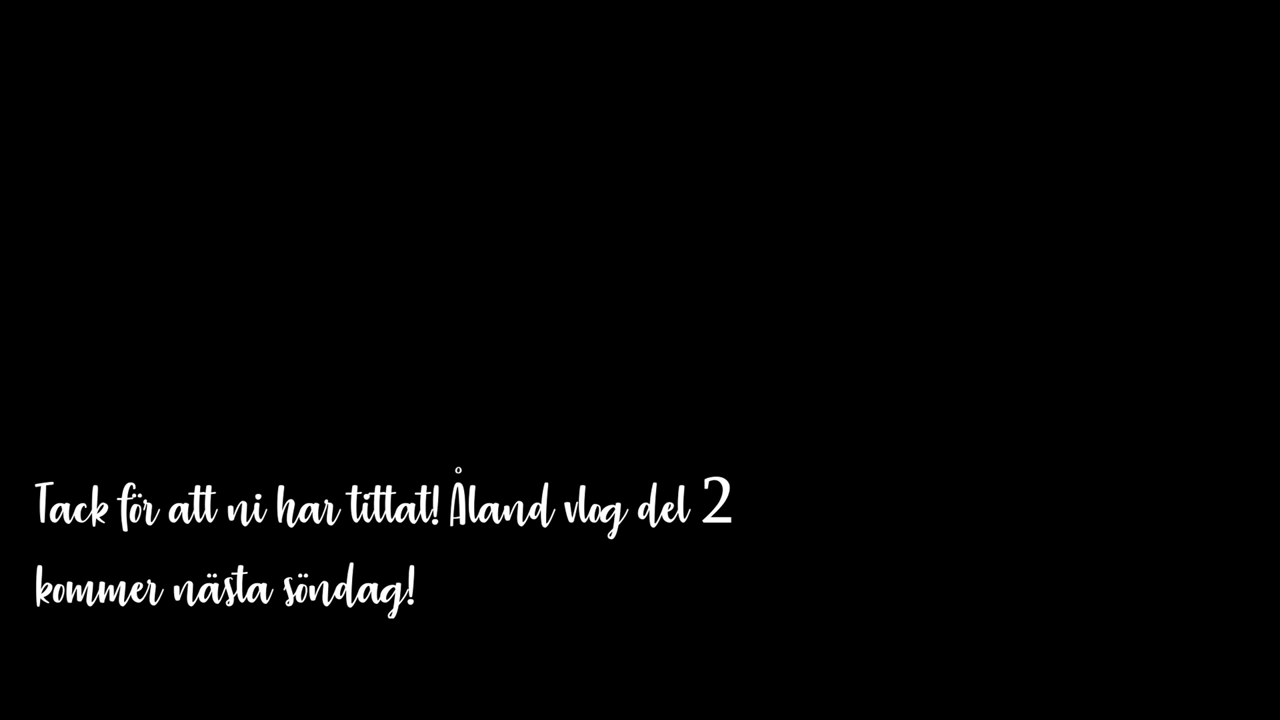 Tack för att ni har tittat! Åland vlog del 2
kommer nästa söndag!